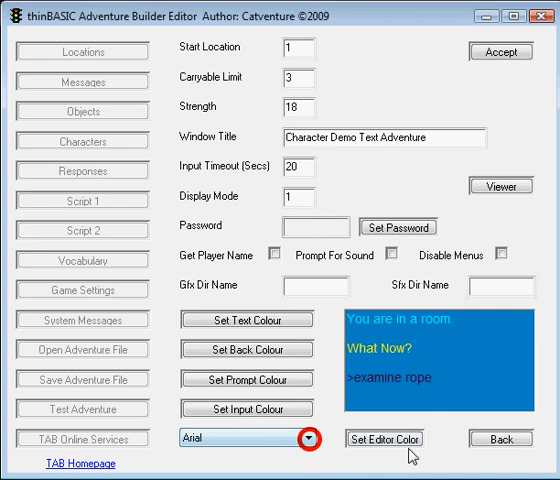 thinBASIC Adventure Builder Editor Author: Catventure ©2009
Locations
Messages
Objects
Characters
Responses
Script 1
Script 2
Vocabulary
Game Settings
System Messages
Open Adventure File
Save Adventure File
Test Adventure
TAB Online Services
TAB Homepage
Start Location 1
Accept
Carryable Limit 3
Strength 18
Window Title Character Demo Text Adventure
Input Timeout (Secs) 20
Viewer
Display Mode 1
Password Set Password
Get Player Name Prompt For Sound Disable Menus
Gfx Dir Name Sfx Dir Name
Set Text Colour
Set Back Colour
Set Prompt Colour
Set Input Colour
Arial
You are in a room.
What Now?
>examine rope
Set Editor Color
Back